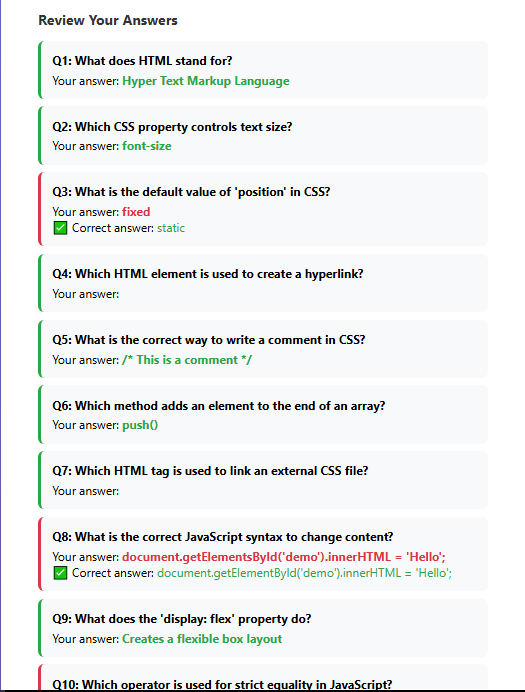 Review Your Answers
Q1: What does HTML stand for?
Your answer: Hyper Text Markup Language
Q2: Which CSS property controls text size?
Your answer: font-size
Q3: What is the default value of 'position' in CSS?
Your answer: fixed
✅ Correct answer: static
Q4: Which HTML element is used to create a hyperlink?
Your answer:
Q5: What is the correct way to write a comment in CSS?
Your answer: /* This is a comment */
Q6: Which method adds an element to the end of an array?
Your answer: push()
Q7: Which HTML tag is used to link an external CSS file?
Your answer:
Q8: What is the correct JavaScript syntax to change content?
Your answer: document.getElementsById('demo').innerHTML = 'Hello';
✅ Correct answer: document.getElementById('demo').innerHTML = 'Hello';
Q9: What does the 'display: flex' property do?
Your answer: Creates a flexible box layout
Q10: Which operator is used for strict equality in JavaScript?